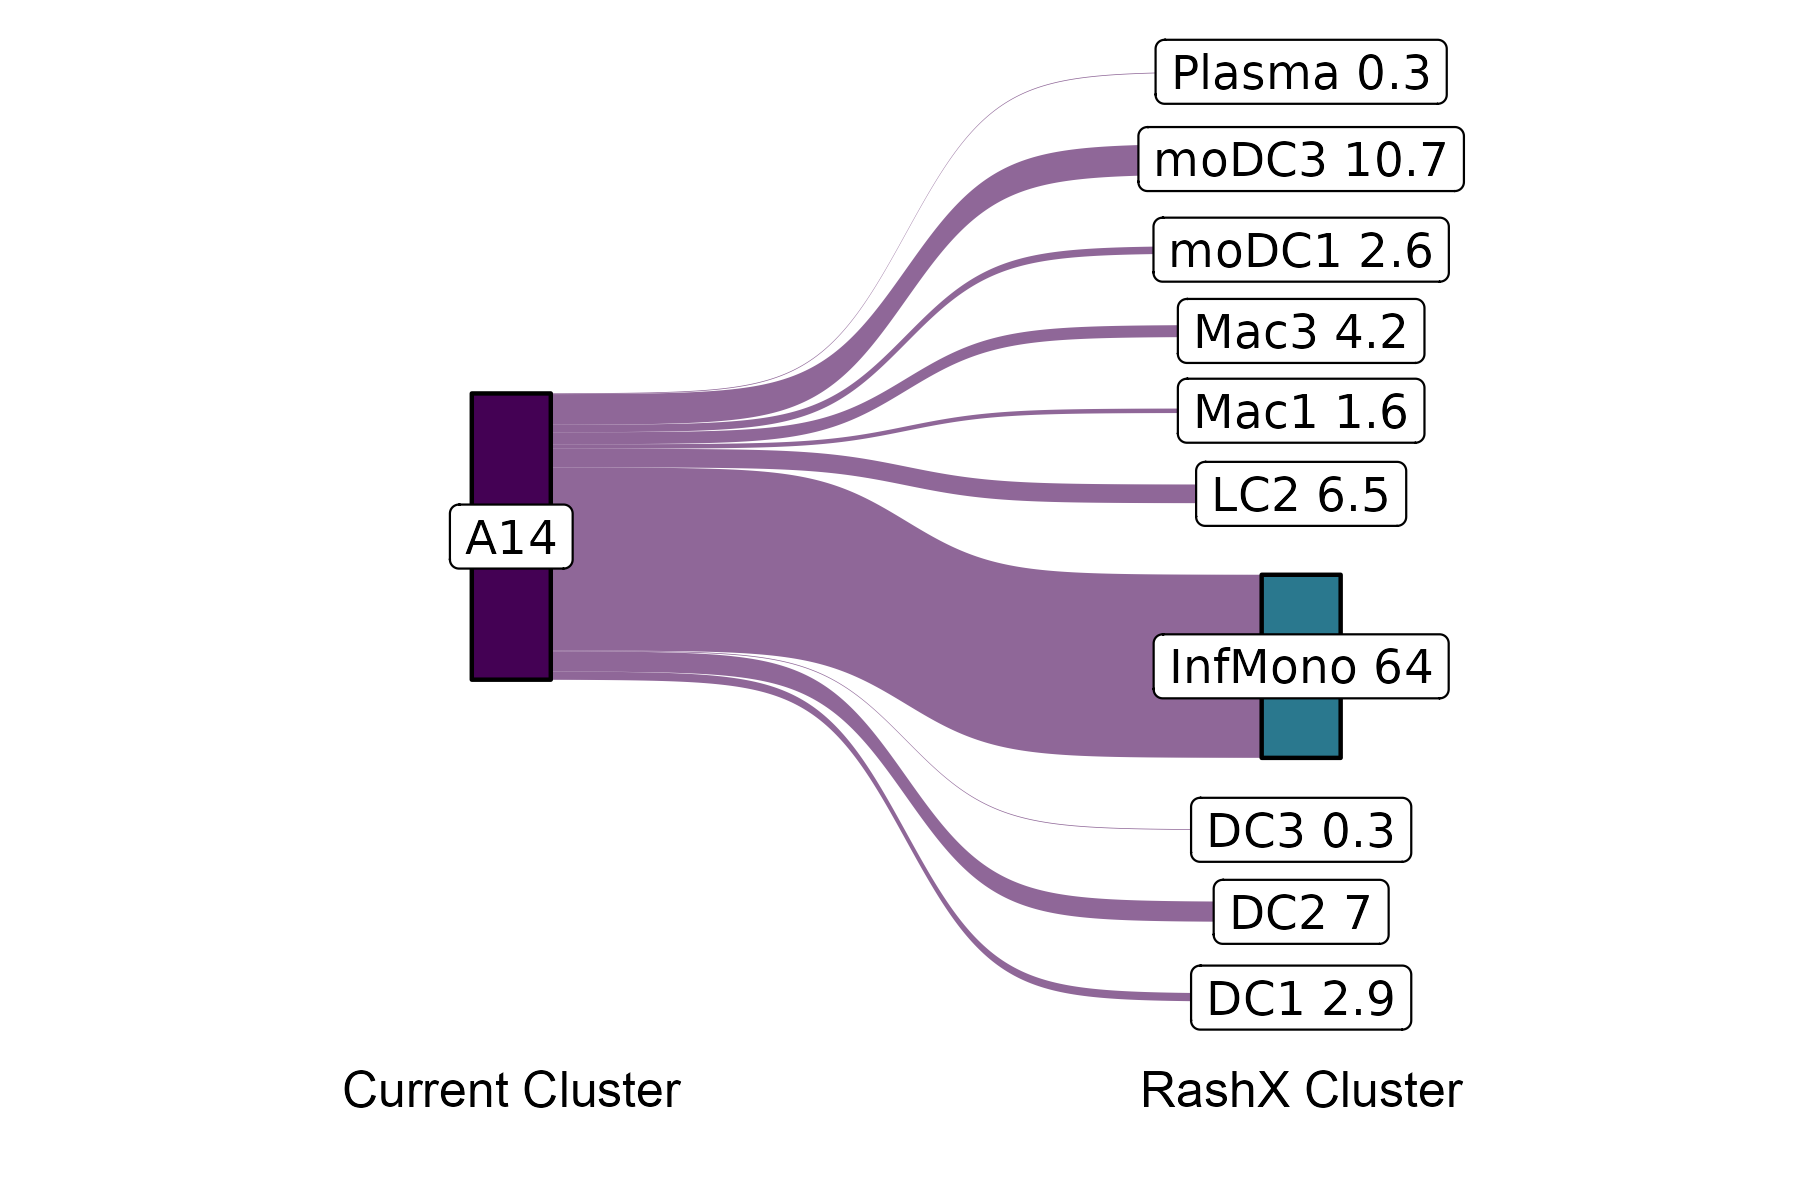 Plasma 0.3
moDC3 10.7
moDC1 2.6
Mac3 4.2
Mac1 1.6
LC2 6.5
A14
InfMono 64
DC3 0.3
DC2 7
DC1 2.9
Current Cluster
RashX Cluster